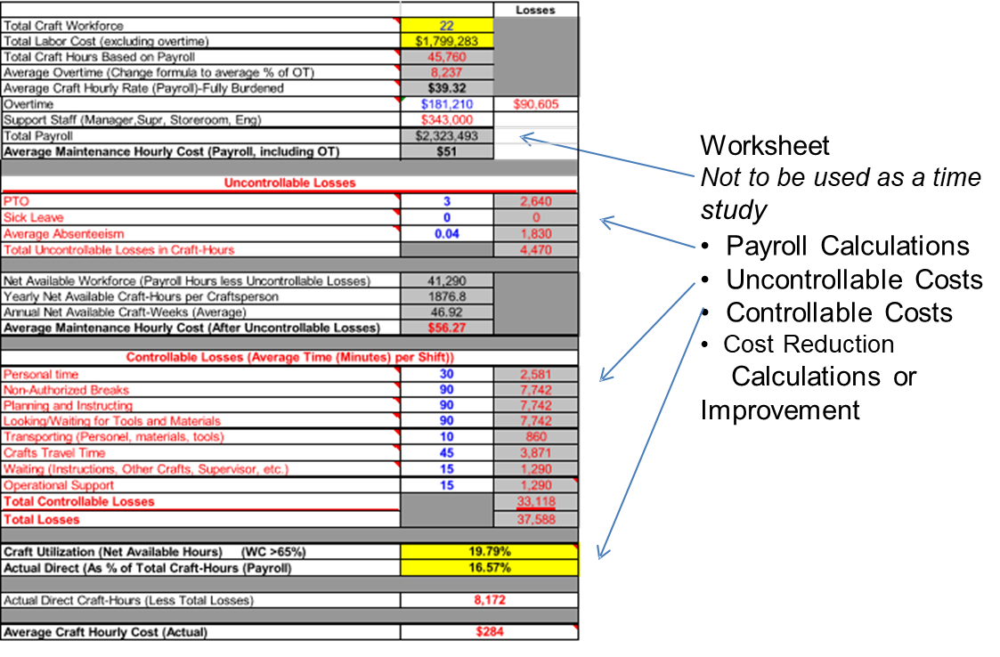 Losses
Total Craft Workforce 22
Total Labor Cost (excluding overtime) $1,799,283
Total Craft Hours Based on Payroll 45,760
Average Overtime (Change formula to average % of OT) 8,237
Average Craft Hourly Rate (Payroll)-Fully Burdened $39.32
Overtime $181,210 $90,605
Support Staff (Manager,Supr, Storeroom, Eng) $343,000
Total Payroll $2,323,493
Average Maintenance Hourly Cost (Payroll, including OT) $51
Uncontrollable Losses
PTO 3 2,640
Sick Leave 0 0
Average Absenteeism 0.04 1,830
Total Uncontrollable Losses in Craft-Hours 4,470
Net Available Workforce (Payroll Hours less Uncontrollable Losses) 41,290
Yearly Net Available Craft-Hours per Craftsperson 1876.8
Annual Net Available Craft-Weeks (Average) 46.92
Average Maintenance Hourly Cost (After Uncontrollable Losses) $56.27
Controllable Losses (Average Time (Minutes) per Shift))
Personal time 30 2,581
Non-Authorized Breaks 90 7,742
Planning and Instructing 90 7,742
Looking/Waiting for Tools and Materials 90 7,742
Transporting (Personel, materials, tools) 10 860
Crafts Travel Time 45 3,871
Waiting (Instructions, Other Crafts, Supervisor, etc.) 15 1,290
Operational Support 15 1,290
Total Controllable Losses 33,118
Total Losses 37,588
Craft Utilization (Net Available Hours) (WC >65%) 19.79%
Actual Direct (As % of Total Craft-Hours (Payroll) 16.57%
Actual Direct Craft-Hours (Less Total Losses) 8,172
Average Craft Hourly Cost (Actual) $284
Worksheet
Not to be used as a time
study
• Payroll Calculations
• Uncontrollable Costs
• Controllable Costs
• Cost Reduction
Calculations or
Improvement